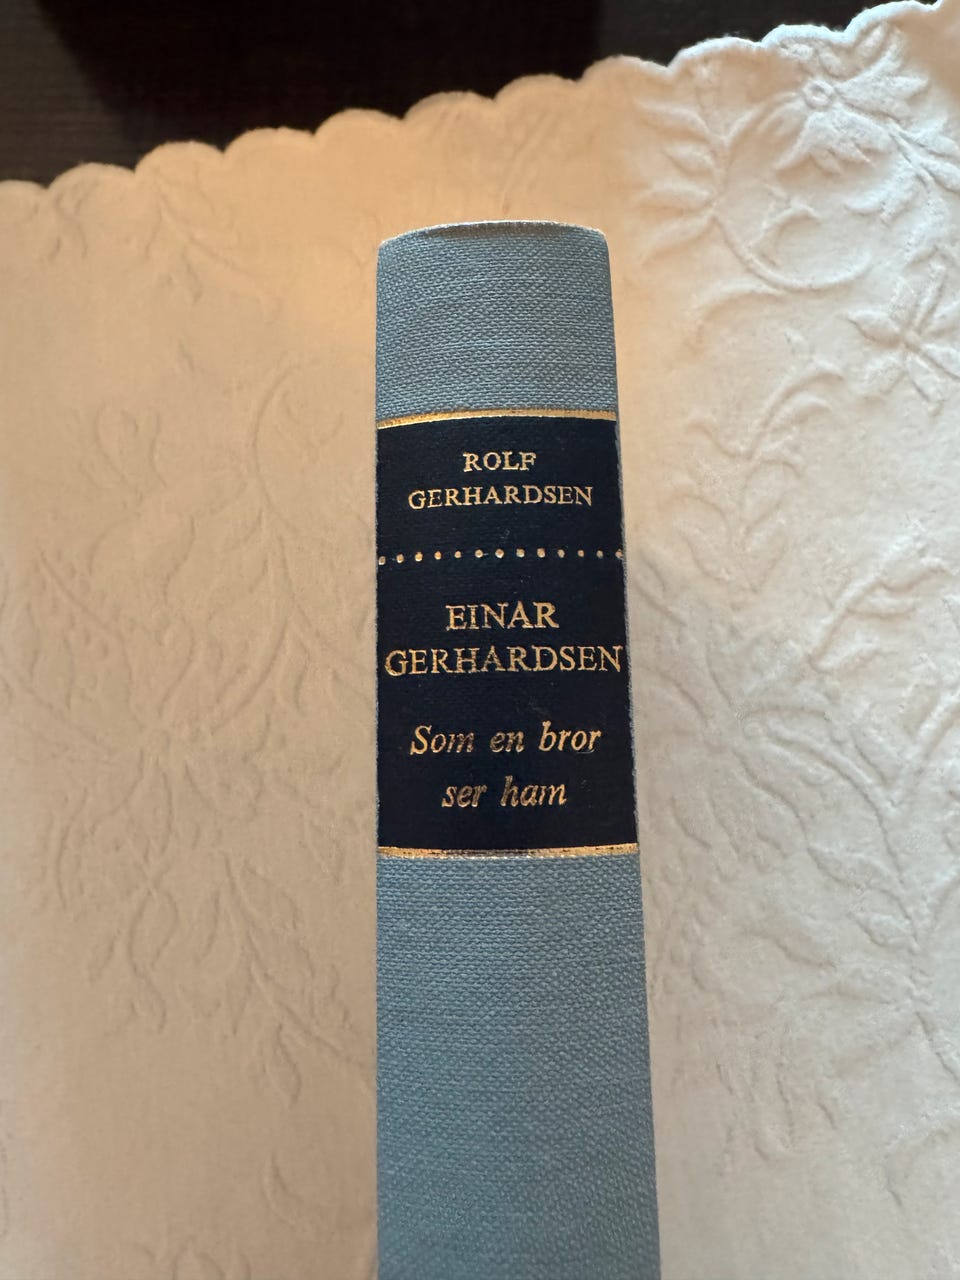 ROLF
GERHARDSEN
EINAR
GERHARDSEN
Som en bror
ser ham